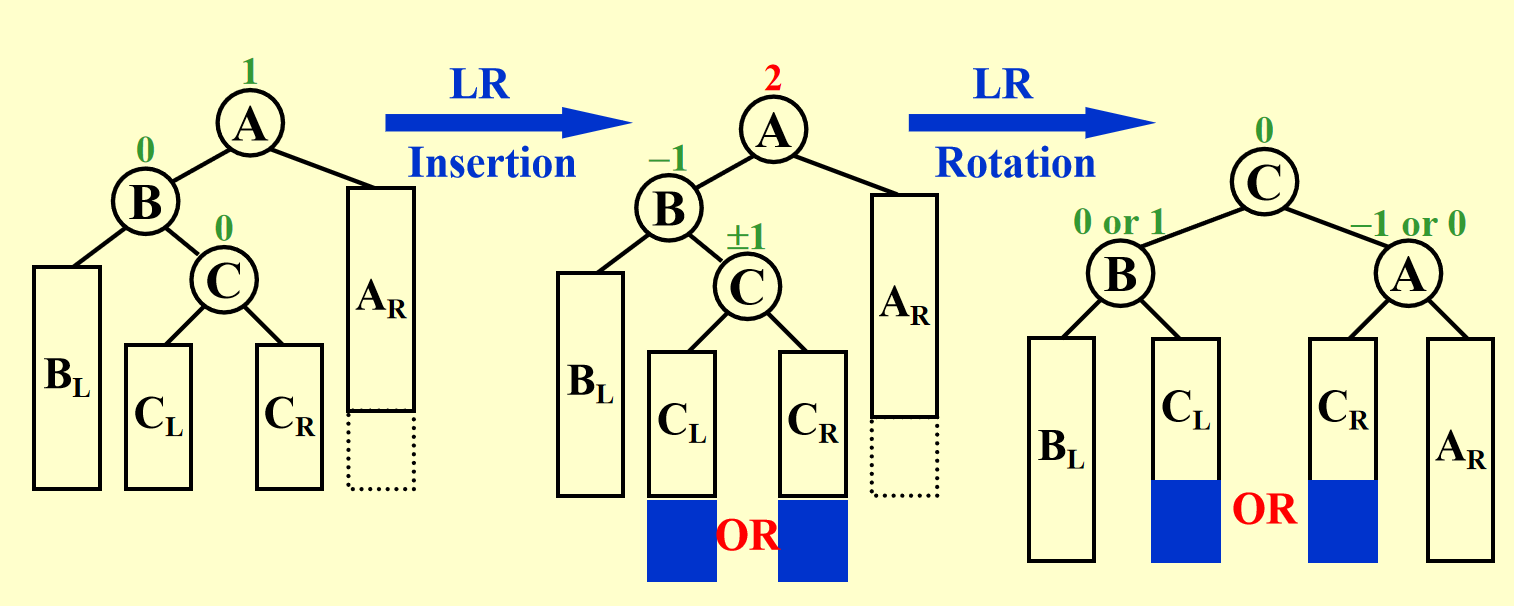 1
A
0
B
0
C
B_L
C_L
C_R
A_R
LR
Insertion
2
A
–1
B
±1
C
B_L
C_L
C_R
A_R
OR
LR
Rotation
0
C
0 or 1
B
–1 or 0
A
B_L
C_L
C_R
A_R
OR